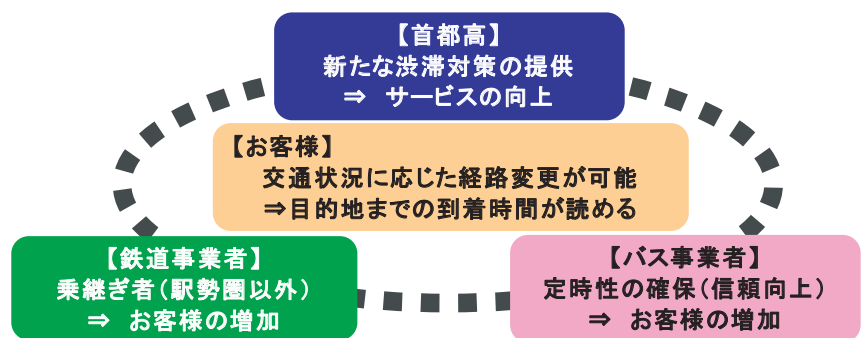 【首都高】
新たな渋滞対策の提供
⇒ サービスの向上
【お客様】
交通状況に応じた経路変更が可能
⇒目的地までの到着時間が読める
【鉄道事業者】
乗継ぎ者(駅勢圏以外)
⇒ お客様の増加
【バス事業者】
定時性の確保(信頼向上)
⇒ お客様の増加